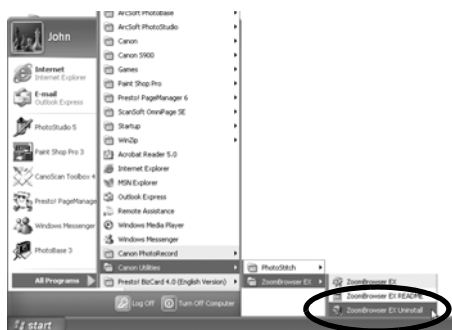 John
Internet
Internet Explorer
E-mail
Outlook Express
PhotoStudio 5
Paint Shop Pro 3
CanoScan Toolbox 4
Presto! PageManage
Windows Messenger
PhotoBase 3
All Programs
ArcSoft PhotoBase
ArcSoft PhotoStudio
Canon
Canon S900
Games
Paint Shop Pro
Presto! PageManager 6
ScanSoft OmniPage SE
Startup
WinZip
Acrobat Reader 5.0
Internet Explorer
MSN Explorer
Outlook Express
Remote Assistance
Windows Media Player
Windows Messenger
Canon PhotoRecord
Canon Utilities
Presto! BizCard 4.0 (English Version)
PhotoStitch
ZoomBrowser EX
ZoomBrowser EX
ZoomBrowser EX README
ZoomBrowser EX Uninstall
Log Off
Turn Off Computer
start